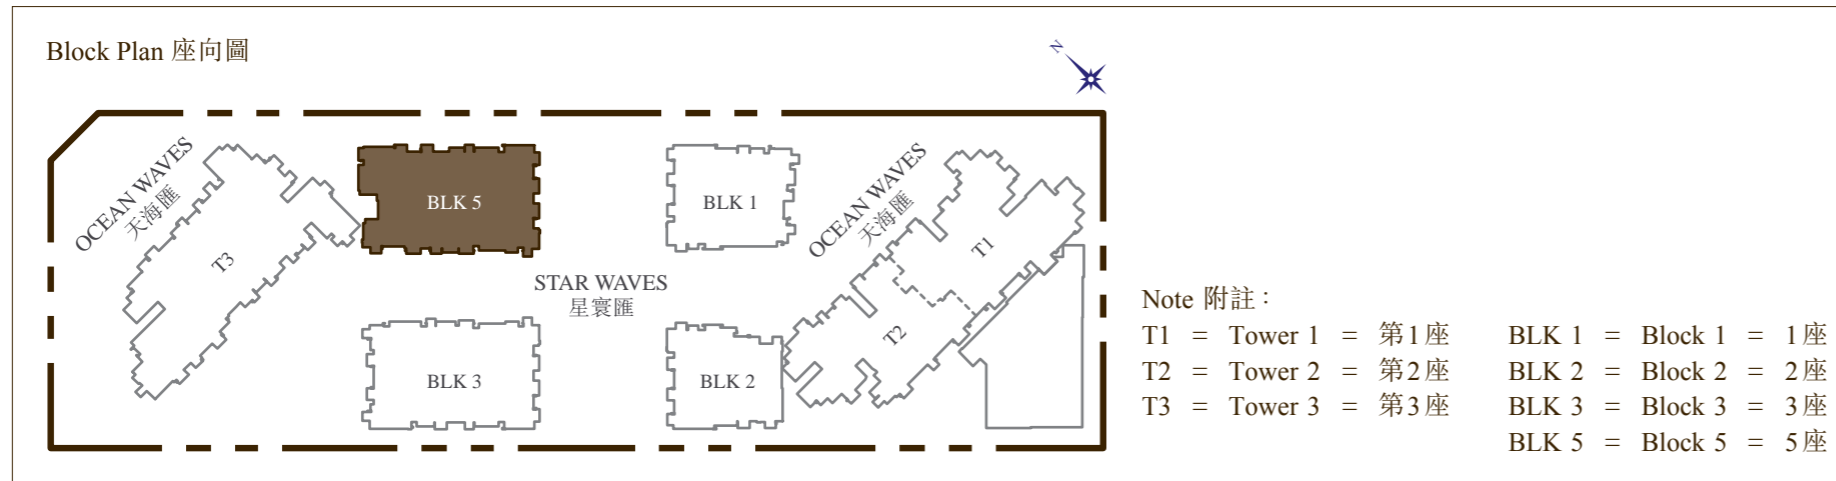 Block Plan 座向圖
N
OCEAN WAVES
天海匯
T3
BLK 5
BLK 1
OCEAN WAVES
天海匯
T1
STAR WAVES
星寰匯
T2
BLK 3
BLK 2
Note 附註：
T1 = Tower 1 = 第1座 BLK 1 = Block 1 = 1座
T2 = Tower 2 = 第2座 BLK 2 = Block 2 = 2座
T3 = Tower 3 = 第3座 BLK 3 = Block 3 = 3座
BLK 5 = Block 5 = 5座